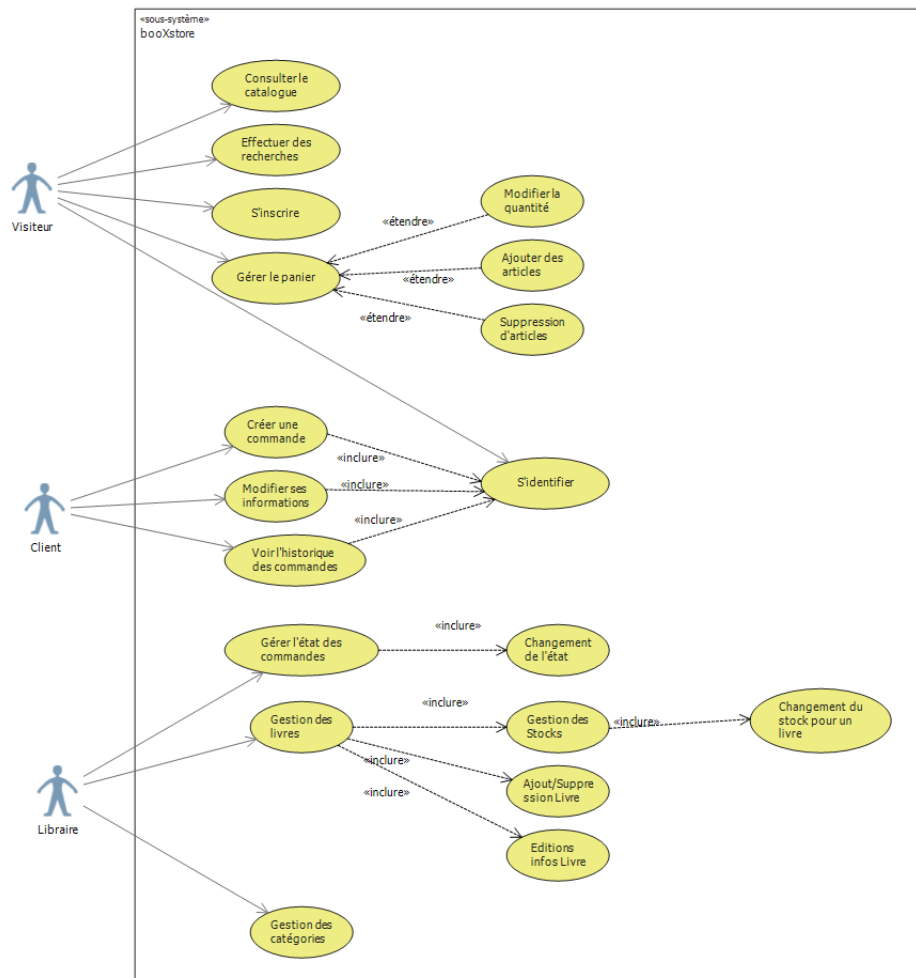 «sous-système»
booXstore
Consulter le
catalogue
Effectuer des
recherches
S'inscrire
Gérer le panier
Visiteur
Modifier la
quantité
Ajouter des
articles
Suppression
d'articles
«étendre»
«étendre»
«étendre»
Créer une
commande
Modifier ses
informations
Voir l'historique
des commandes
Client
«inclure»
«inclure»
«inclure»
S'identifier
Gérer l'état des
commandes
«inclure»
Changement
de l'état
Gestion des
livres
«inclure»
Gestion des
Stocks
«inclure»
Changement du
stock pour un
livre
«inclure»
Ajout/Suppre
ssion Livre
«inclure»
Editions
infos Livre
Libraire
Gestion des
catégories